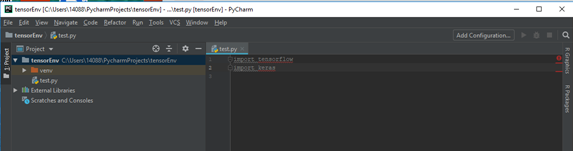 tensorEnv [C:\Users\14088\PycharmProjects\tensorEnv] - ...\test.py [tensorEnv] - PyCharm
File Edit View Navigate Code Refactor Run Tools VCS Window Help
tensorEnv test.py Add Configuration...
1: Project
Project
test.py
tensorEnv C:\Users\14088\PycharmProjects\tensorEnv
venv
test.py
External Libraries
Scratches and Consoles
1 import tensorflow
2 import keras
3
R Graphics
R Packages